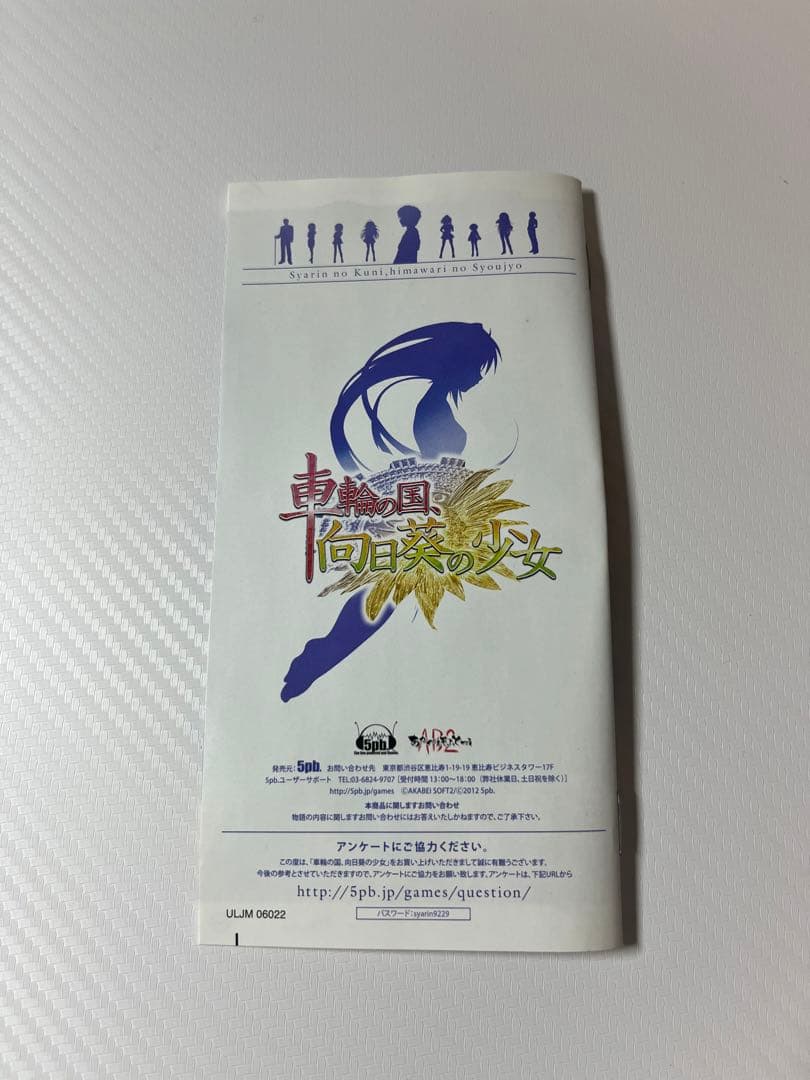 Syarin no Kuni,himawari no Syoujyo
車輪の国、
向日葵の少女
5pb.
AB2
発売元：5pb. お問い合わせ先 東京都渋谷区恵比寿1-19-19 恵比寿ビジネスタワー17F
5pb.ユーザーサポート TEL:03-6824-9707［受付時間 13：00〜18：00（弊社休業日、土日祝を除く）］
http://5pb.jp/games ©AKABEI SOFT2/©2012 5pb.
本商品に関しますお問い合わせ
物語の内容に関しますお問い合わせにはお答えいたしかねますので、ご了承下さい。
アンケートにご協力ください。
この度は、「車輪の国、向日葵の少女」をお買い上げいただきまして誠に有難うございます。
今後の参考とさせていただきますので、アンケートにご協力をお願い致します。アンケートは、下記URLから
http://5pb.jp/games/question/
ULJM 06022
パスワード：syarin9229